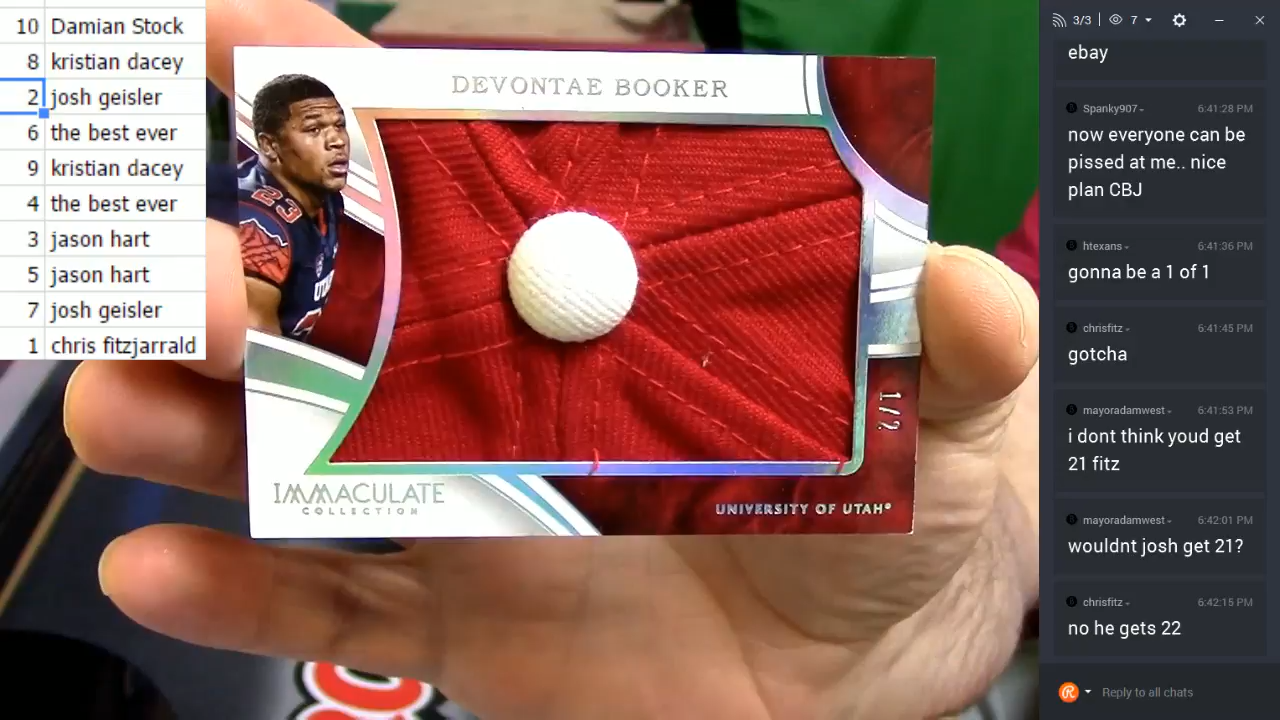 10 Damian Stock
8 kristian dacey
2 josh geisler
6 the best ever
9 kristian dacey
4 the best ever
3 jason hart
5 jason hart
7 josh geisler
1 chris fitzjarrald
DEVONTAE BOOKER
23
1/2
IMMACULATE
COLLECTION
UNIVERSITY OF UTAH®
3/3
7
ebay
Spanky907
6:41:28 PM
now everyone can be
pissed at me.. nice
plan CBJ
htexans
6:41:36 PM
gonna be a 1 of 1
chrisfitz
6:41:45 PM
gotcha
mayoradamwest
6:41:53 PM
i dont think youd get
21 fitz
mayoradamwest
6:42:01 PM
wouldnt josh get 21?
chrisfitz
6:42:15 PM
no he gets 22
Reply to all chats